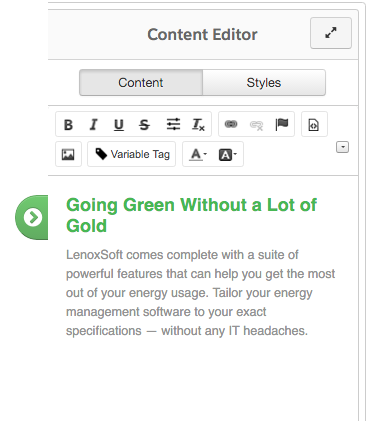 Content Editor
Content Styles
B I U S Ix
Variable Tag A A
Going Green Without a Lot of
Gold
LenoxSoft comes complete with a suite of
powerful features that can help you get the most
out of your energy usage. Tailor your energy
management software to your exact
specifications — without any IT headaches.